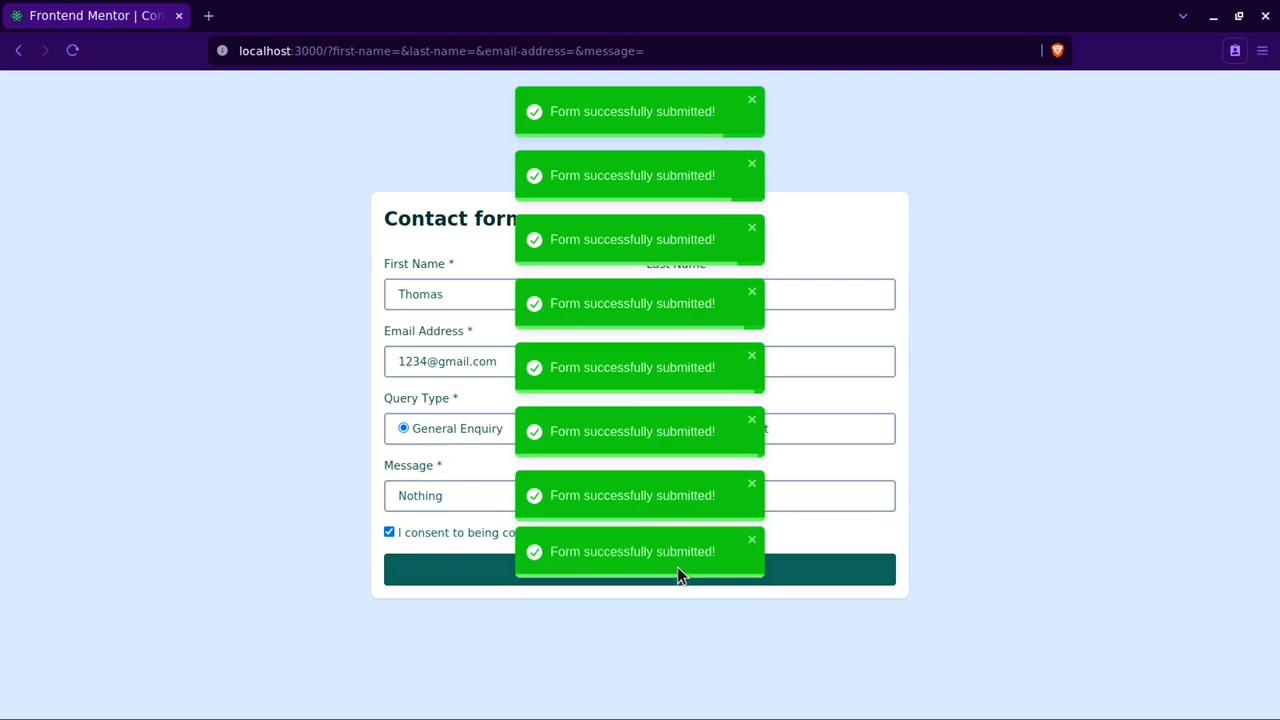 Frontend Mentor | Con
localhost:3000/?first-name=&last-name=&email-address=&message=
Form successfully submitted!
Form successfully submitted!
Contact form
Form successfully submitted!
First Name *
Last Name
Thomas
Form successfully submitted!
Email Address *
1234@gmail.com
Form successfully submitted!
Query Type *
General Enquiry
Form successfully submitted!
Message *
Nothing
Form successfully submitted!
I consent to being co
Form successfully submitted!